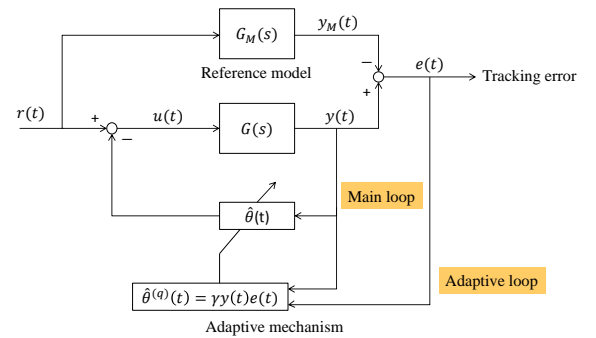 G_M(s)
y_M(t)
Reference model
−
e(t)
Tracking error
+
r(t)
+
−
u(t)
G(s)
y(t)
Main loop
θ̂(t)
Adaptive loop
θ̂^(q)(t) = γy(t)e(t)
Adaptive mechanism